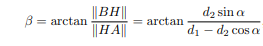 β = arctan ‖BH‖ / ‖HA‖ = arctan d₂ sin α / d₁ − d₂ cos α